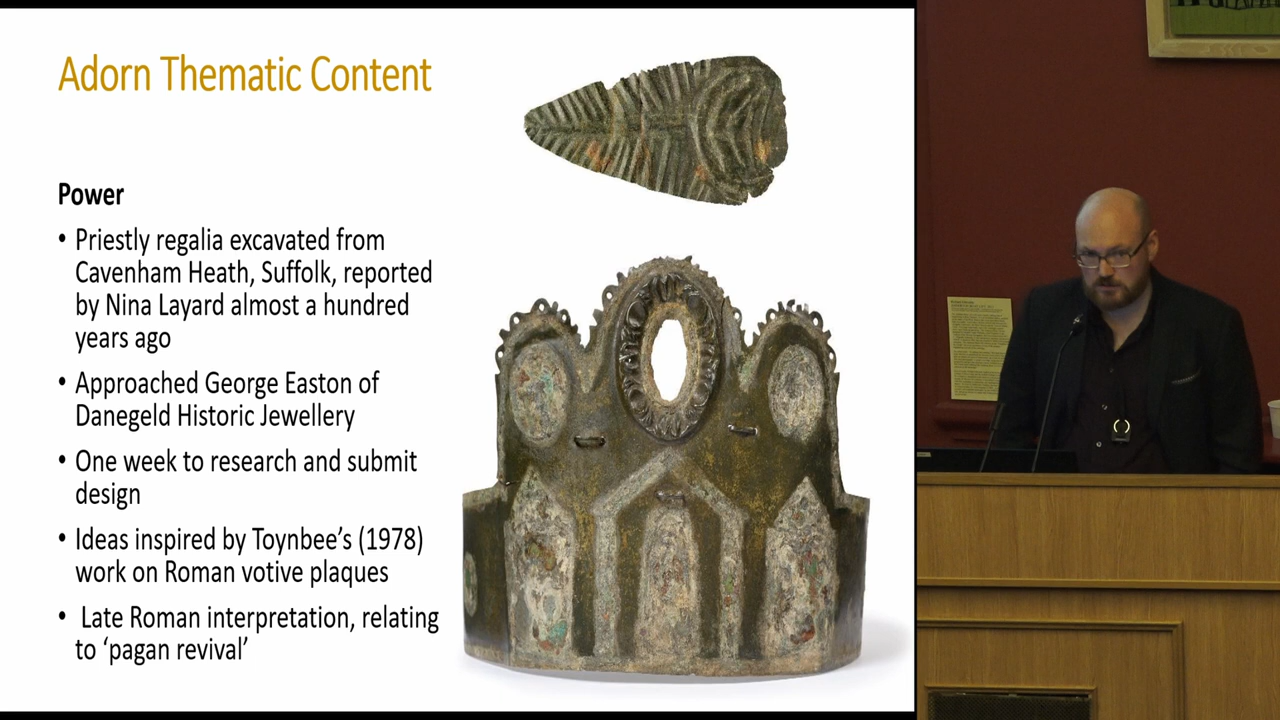 Adorn Thematic Content
Power
• Priestly regalia excavated from
Cavenham Heath, Suffolk, reported
by Nina Layard almost a hundred
years ago
• Approached George Easton of
Danegeld Historic Jewellery
• One week to research and submit
design
• Ideas inspired by Toynbee’s (1978)
work on Roman votive plaques
• Late Roman interpretation, relating
to ‘pagan revival’